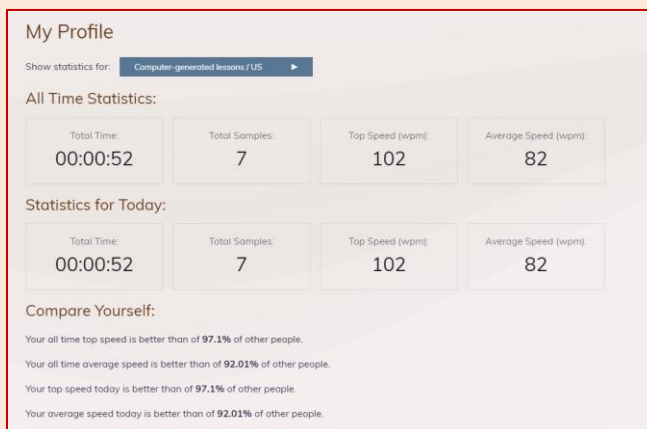 My Profile
Show statistics for: Computer-generated lessons / US ►
All Time Statistics:
Total Time: Total Samples: Top Speed (wpm): Average Speed (wpm):
00:00:52 7 102 82
Statistics for Today:
Total Time: Total Samples: Top Speed (wpm): Average Speed (wpm):
00:00:52 7 102 82
Compare Yourself:
Your all time top speed is better than of 97.1% of other people.
Your all time average speed is better than of 92.01% of other people.
Your top speed today is better than of 97.1% of other people.
Your average speed today is better than of 92.01% of other people.